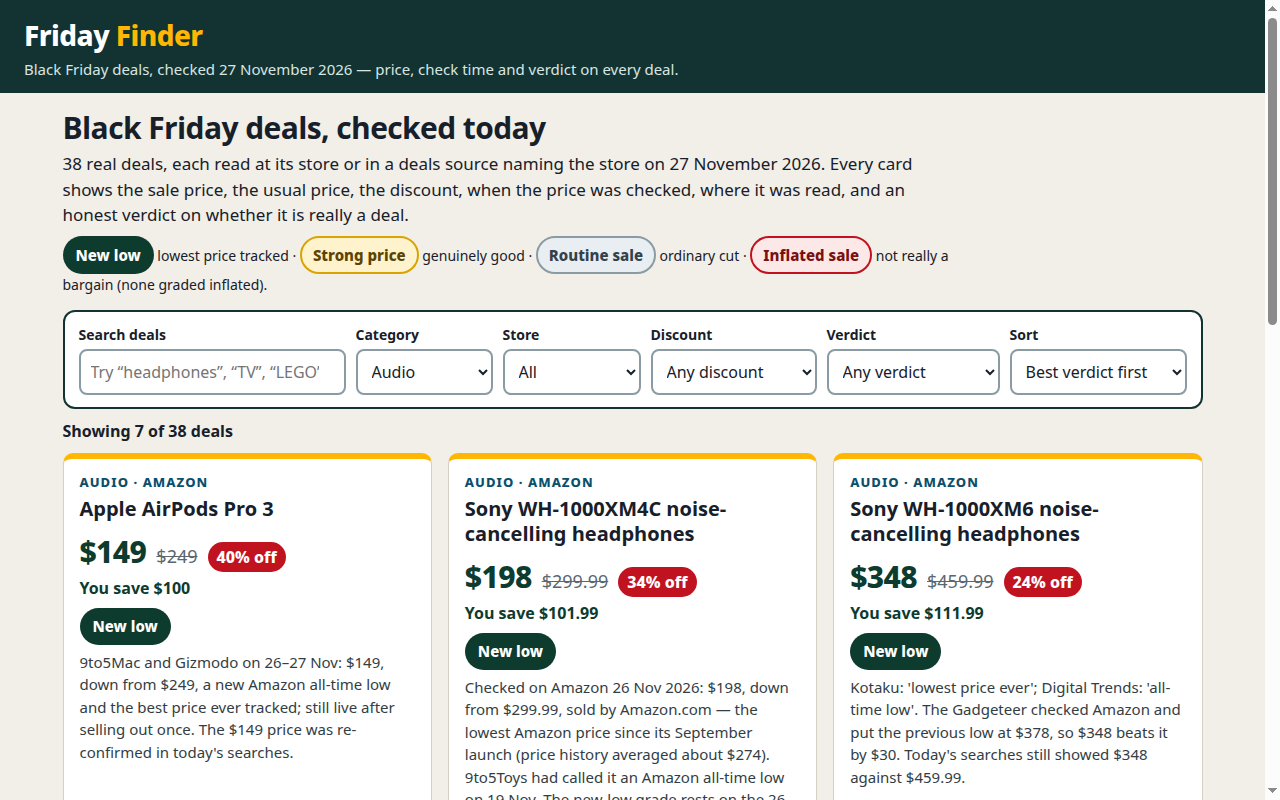 Friday Finder
Black Friday deals, checked 27 November 2026 — price, check time and verdict on every deal.
Black Friday deals, checked today
38 real deals, each read at its store or in a deals source naming the store on 27 November 2026. Every card
shows the sale price, the usual price, the discount, when the price was checked, where it was read, and an
honest verdict on whether it is really a deal.
New low lowest price tracked · Strong price genuinely good · Routine sale ordinary cut · Inflated sale not really a
bargain (none graded inflated).
Search deals Category Store Discount Verdict Sort
Try “headphones”, “TV”, “LEGO” Audio All Any discount Any verdict Best verdict first
Showing 7 of 38 deals
AUDIO · AMAZON
Apple AirPods Pro 3
$149 $249 40% off
You save $100
New low
9to5Mac and Gizmodo on 26–27 Nov: $149,
down from $249, a new Amazon all-time low
and the best price ever tracked; still live after
selling out once. The $149 price was re-
confirmed in today's searches.
AUDIO · AMAZON
Sony WH-1000XM4C noise-
cancelling headphones
$198 $299.99 34% off
You save $101.99
New low
Checked on Amazon 26 Nov 2026: $198, down
from $299.99, sold by Amazon.com — the
lowest Amazon price since its September
launch (price history averaged about $274).
9to5Toys had called it an Amazon all-time low
on 19 Nov. The new-low grade rests on the 26
AUDIO · AMAZON
Sony WH-1000XM6 noise-
cancelling headphones
$348 $459.99 24% off
You save $111.99
New low
Kotaku: 'lowest price ever'; Digital Trends: 'all-
time low'. The Gadgeteer checked Amazon and
put the previous low at $378, so $348 beats it
by $30. Today's searches still showed $348
against $459.99.